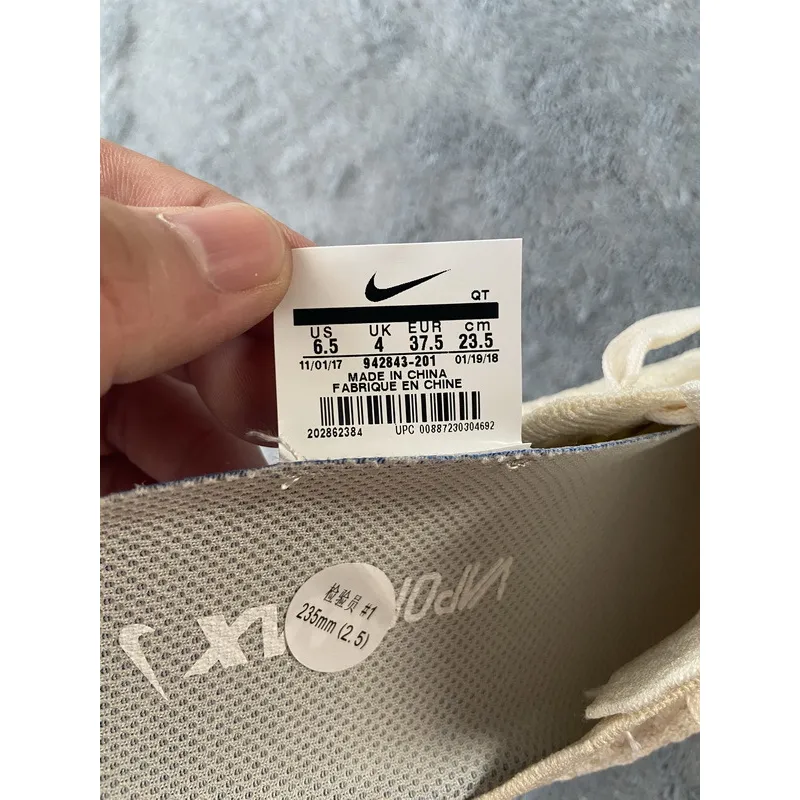 QT
US UK EUR cm
6.5 4 37.5 23.5
11/01/17 942843-201 01/19/18
MADE IN CHINA
FABRIQUE EN CHINE
202862384 UPC 00887230304692
检验员 #1
235mm (2.5)
VAPOR
X